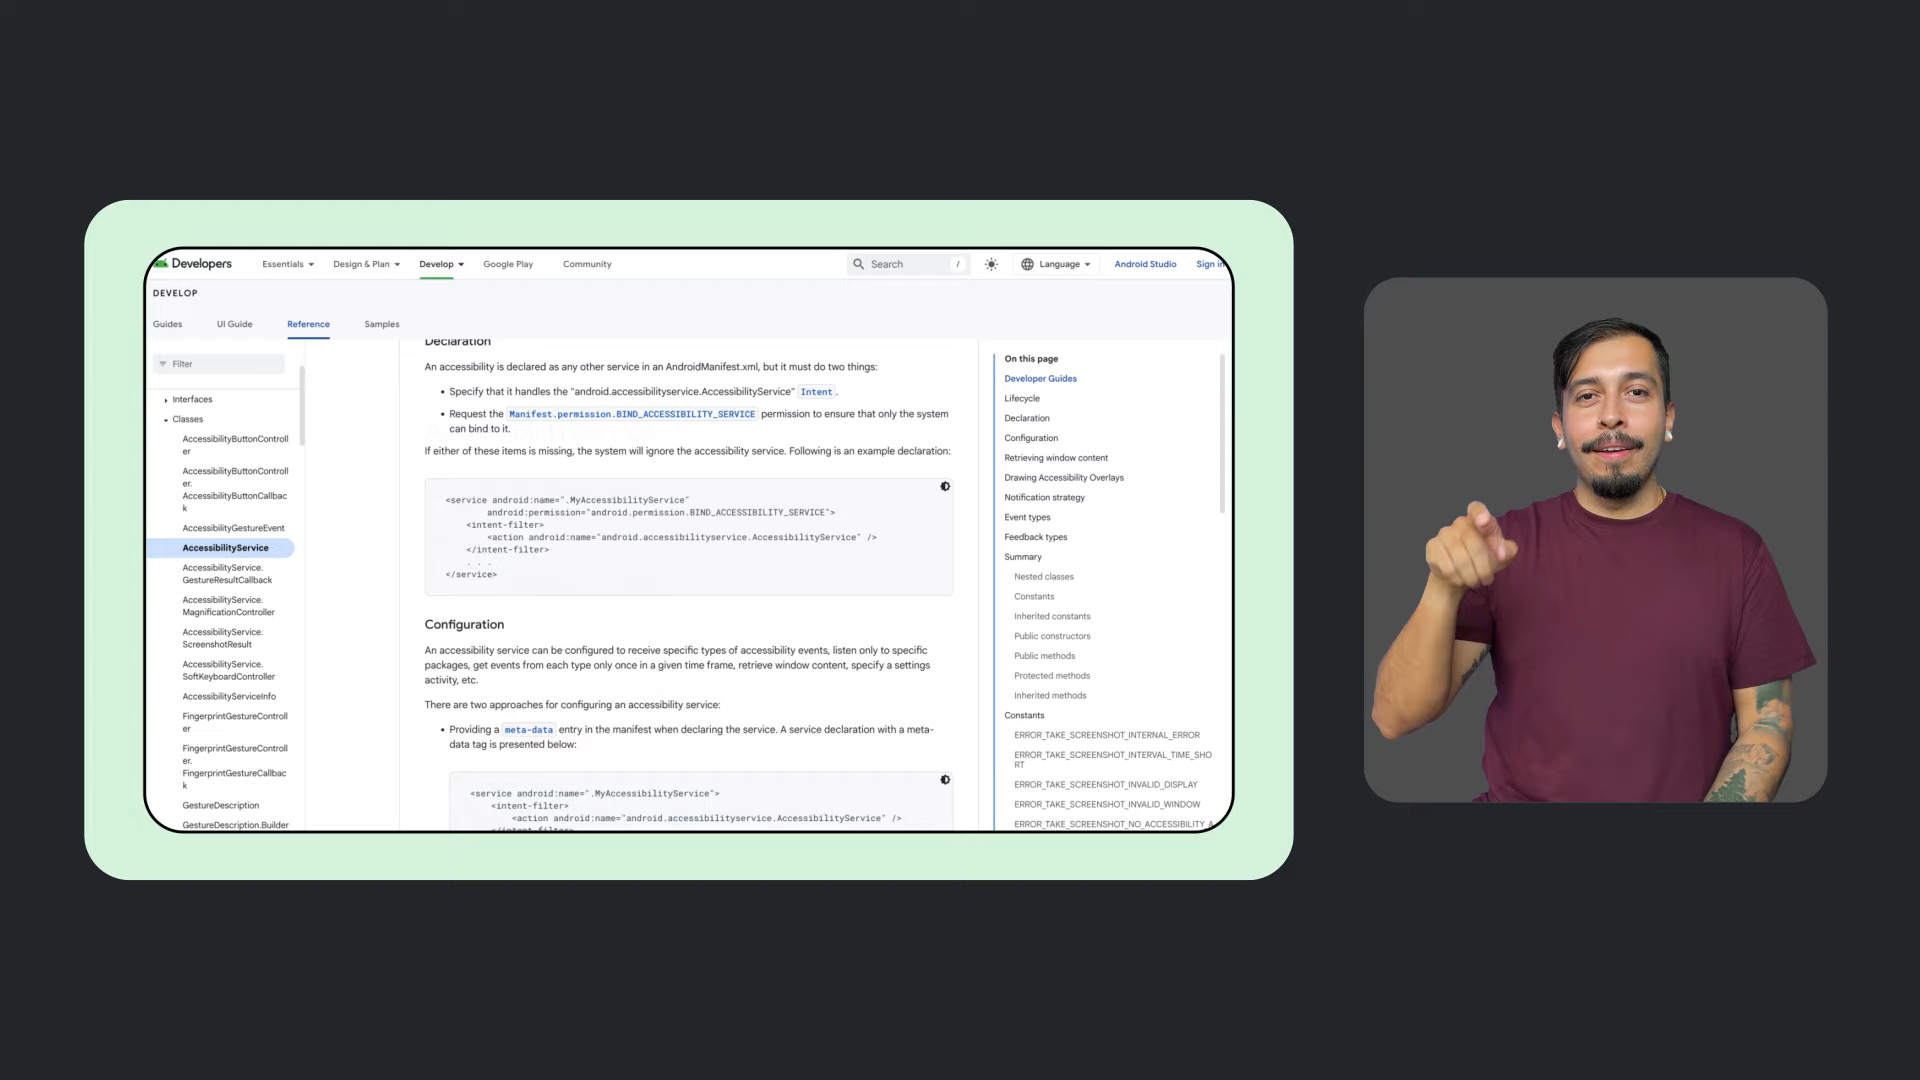 Developers
Essentials
Design & Plan
Develop
Google Play
Community
Search
/
Language
Android Studio
Sign in
DEVELOP
Guides
UI Guide
Reference
Samples
Filter
Interfaces
Classes
AccessibilityButtonControll
er
AccessibilityButtonControll
er.
AccessibilityButtonCallbac
k
AccessibilityGestureEvent
AccessibilityService
AccessibilityService.
GestureResultCallback
AccessibilityService.
MagnificationController
AccessibilityService.
ScreenshotResult
AccessibilityService.
SoftKeyboardController
AccessibilityServiceInfo
FingerprintGestureControll
er
FingerprintGestureControll
er.
FingerprintGestureCallbac
k
GestureDescription
GestureDescription.Builder
Declaration
An accessibility is declared as any other service in an AndroidManifest.xml, but it must do two things:
• Specify that it handles the "android.accessibilityservice.AccessibilityService" Intent.
• Request the Manifest.permission.BIND_ACCESSIBILITY_SERVICE permission to ensure that only the system
can bind to it.
If either of these items is missing, the system will ignore the accessibility service. Following is an example declaration:
<service android:name=".MyAccessibilityService"
android:permission="android.permission.BIND_ACCESSIBILITY_SERVICE">
<intent-filter>
<action android:name="android.accessibilityservice.AccessibilityService" />
</intent-filter>
. . .
</service>
Configuration
An accessibility service can be configured to receive specific types of accessibility events, listen only to specific
packages, get events from each type only once in a given time frame, retrieve window content, specify a settings
activity, etc.
There are two approaches for configuring an accessibility service:
• Providing a meta-data entry in the manifest when declaring the service. A service declaration with a meta-
data tag is presented below:
<service android:name=".MyAccessibilityService">
<intent-filter>
<action android:name="android.accessibilityservice.AccessibilityService" />
</intent-filter>
On this page
Developer Guides
Lifecycle
Declaration
Configuration
Retrieving window content
Drawing Accessibility Overlays
Notification strategy
Event types
Feedback types
Summary
Nested classes
Constants
Inherited constants
Public constructors
Public methods
Protected methods
Inherited methods
Constants
ERROR_TAKE_SCREENSHOT_INTERNAL_ERROR
ERROR_TAKE_SCREENSHOT_INTERVAL_TIME_SHO
RT
ERROR_TAKE_SCREENSHOT_INVALID_DISPLAY
ERROR_TAKE_SCREENSHOT_INVALID_WINDOW
ERROR_TAKE_SCREENSHOT_NO_ACCESSIBILITY_A